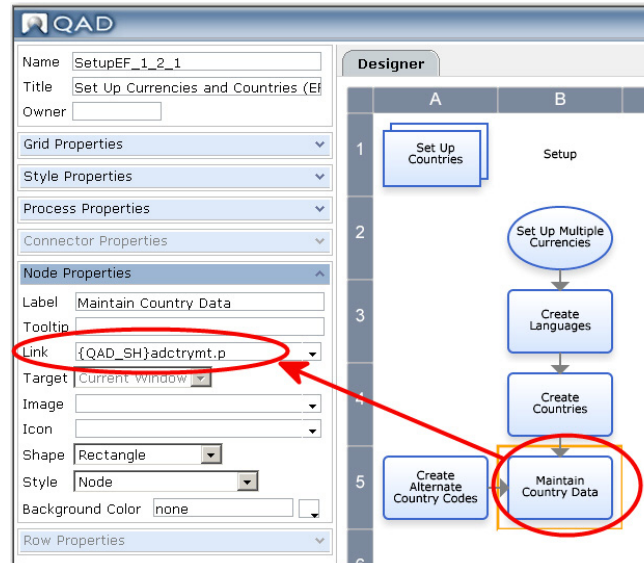 QAD
Name SetupEF_1_2_1
Title Set Up Currencies and Countries (EF
Owner
Grid Properties
Style Properties
Process Properties
Connector Properties
Node Properties
Label Maintain Country Data
Tooltip
Link {QAD_SH}adctrymt.p
Target Current Window
Image
Icon
Shape Rectangle
Style Node
Background Color none
Row Properties
Designer
A B
1
Set Up
Countries
Setup
2
Set Up Multiple
Currencies
3
Create
Languages
4
Create
Countries
5
Create
Alternate
Country Codes
Maintain
Country Data
6